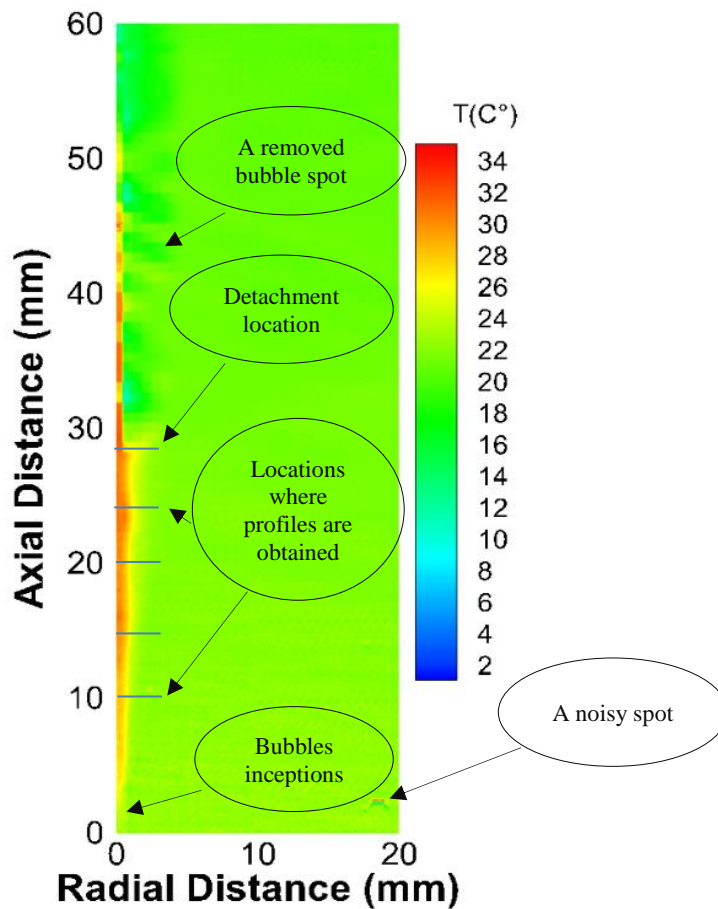 60
50
40
30
20
10
0
Axial Distance (mm)
0
10
20
Radial Distance (mm)
T(C°)
34
32
30
28
26
24
22
20
18
16
14
12
10
8
6
4
2
A removed
bubble spot
Detachment
location
Locations
where
profiles are
obtained
Bubbles
inceptions
A noisy spot